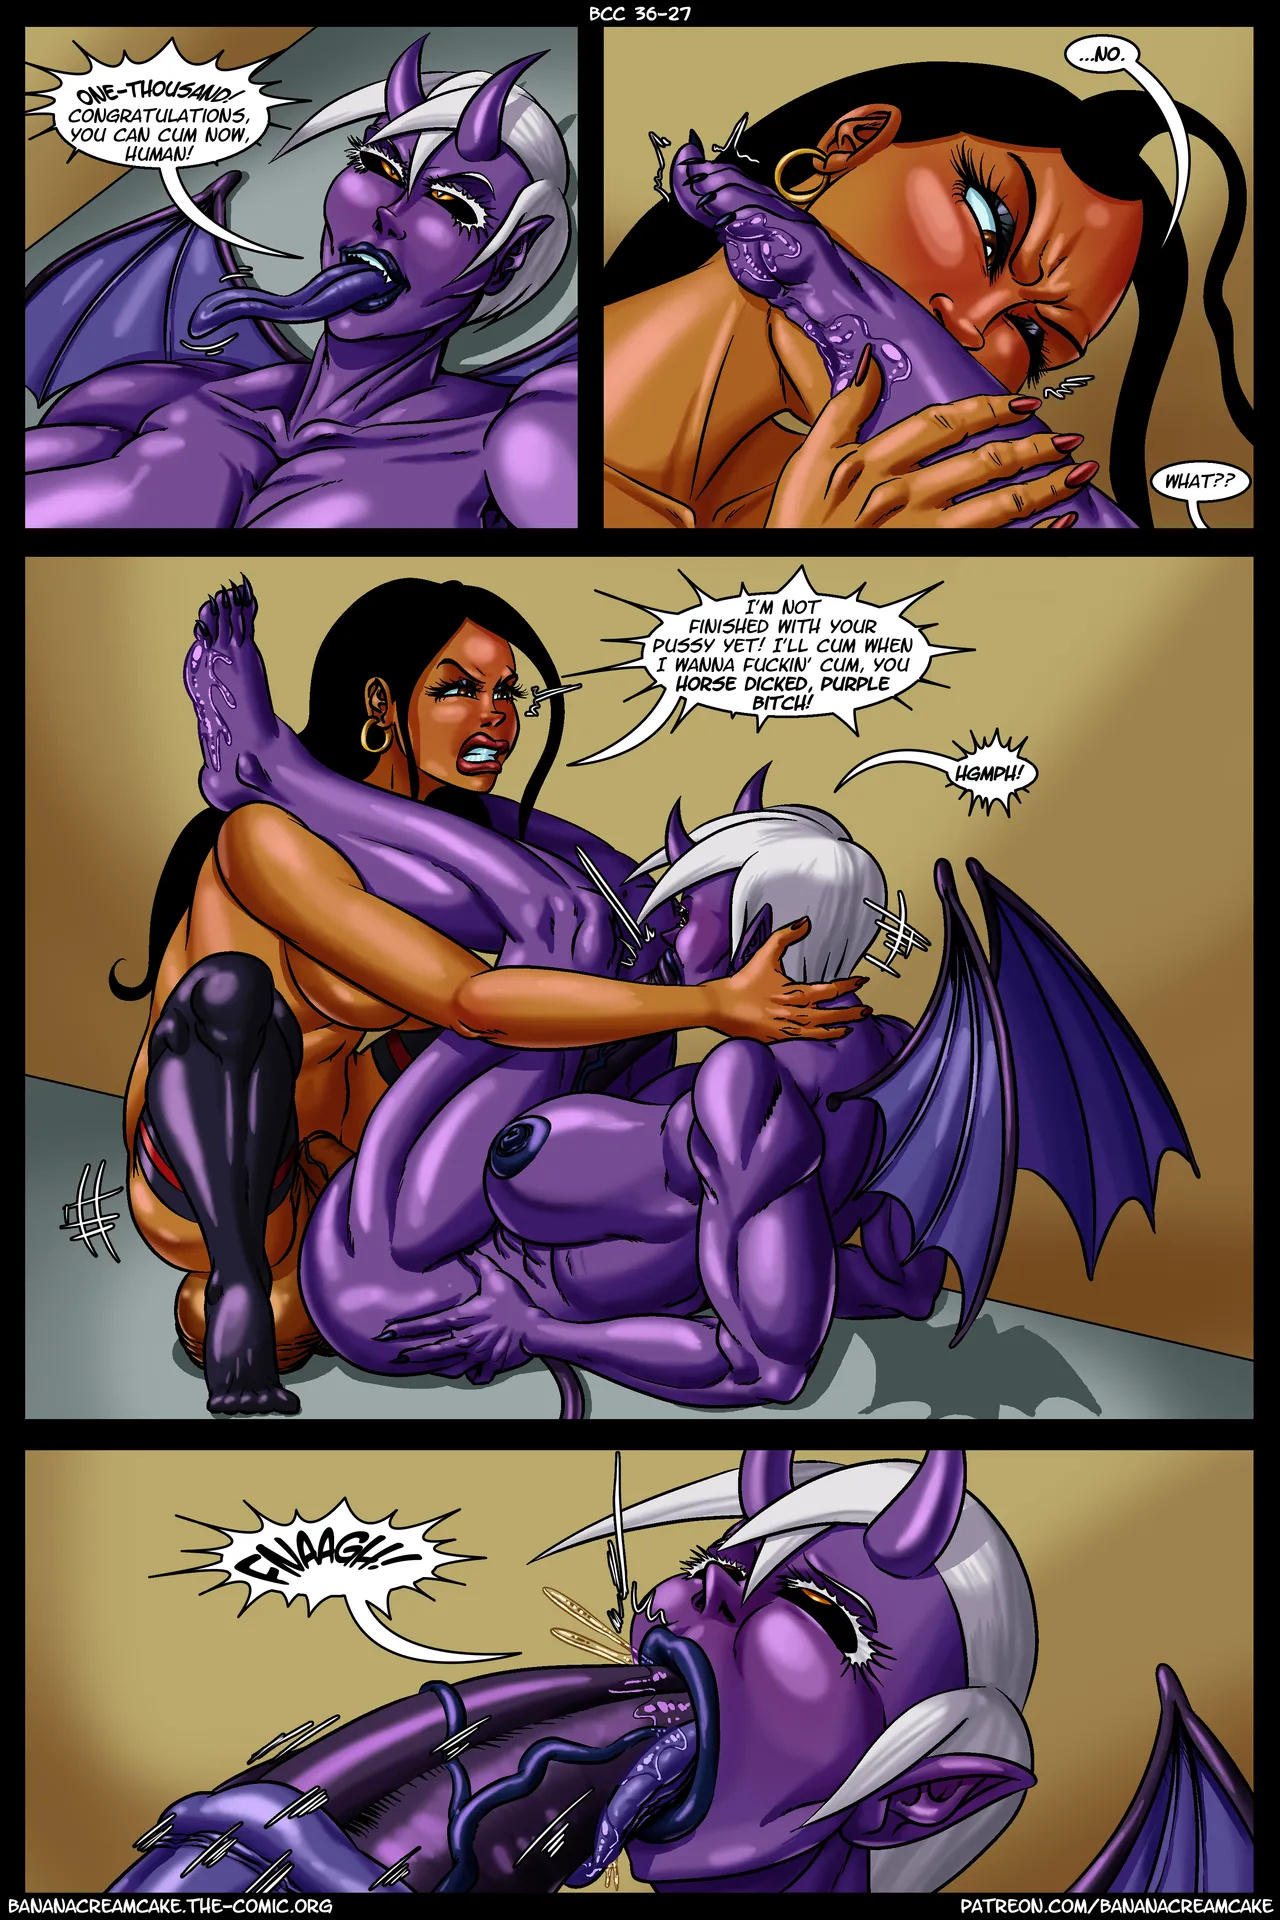 BCC 36-27
ONE-THOUSAND!
CONGRATULATIONS,
YOU CAN CUM NOW,
HUMAN!
...NO.
WHAT??
I'M NOT
FINISHED WITH YOUR
PUSSY YET! I'LL CUM WHEN
I WANNA FUCKIN' CUM, YOU
HORSE DICKED, PURPLE
BITCH!
HGMPH!
FNAAGH!
BANANACREAMCAKE.THE-COMIC.ORG
PATREON.COM/BANANACREAMCAKE